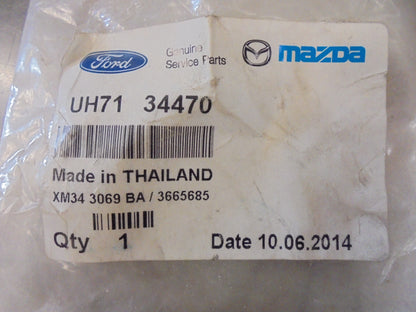 Ford Genuine Service Parts mazda
UH71 34470
Made in THAILAND
XM34 3069 BA / 3665685
Qty 1 Date 10.06.2014